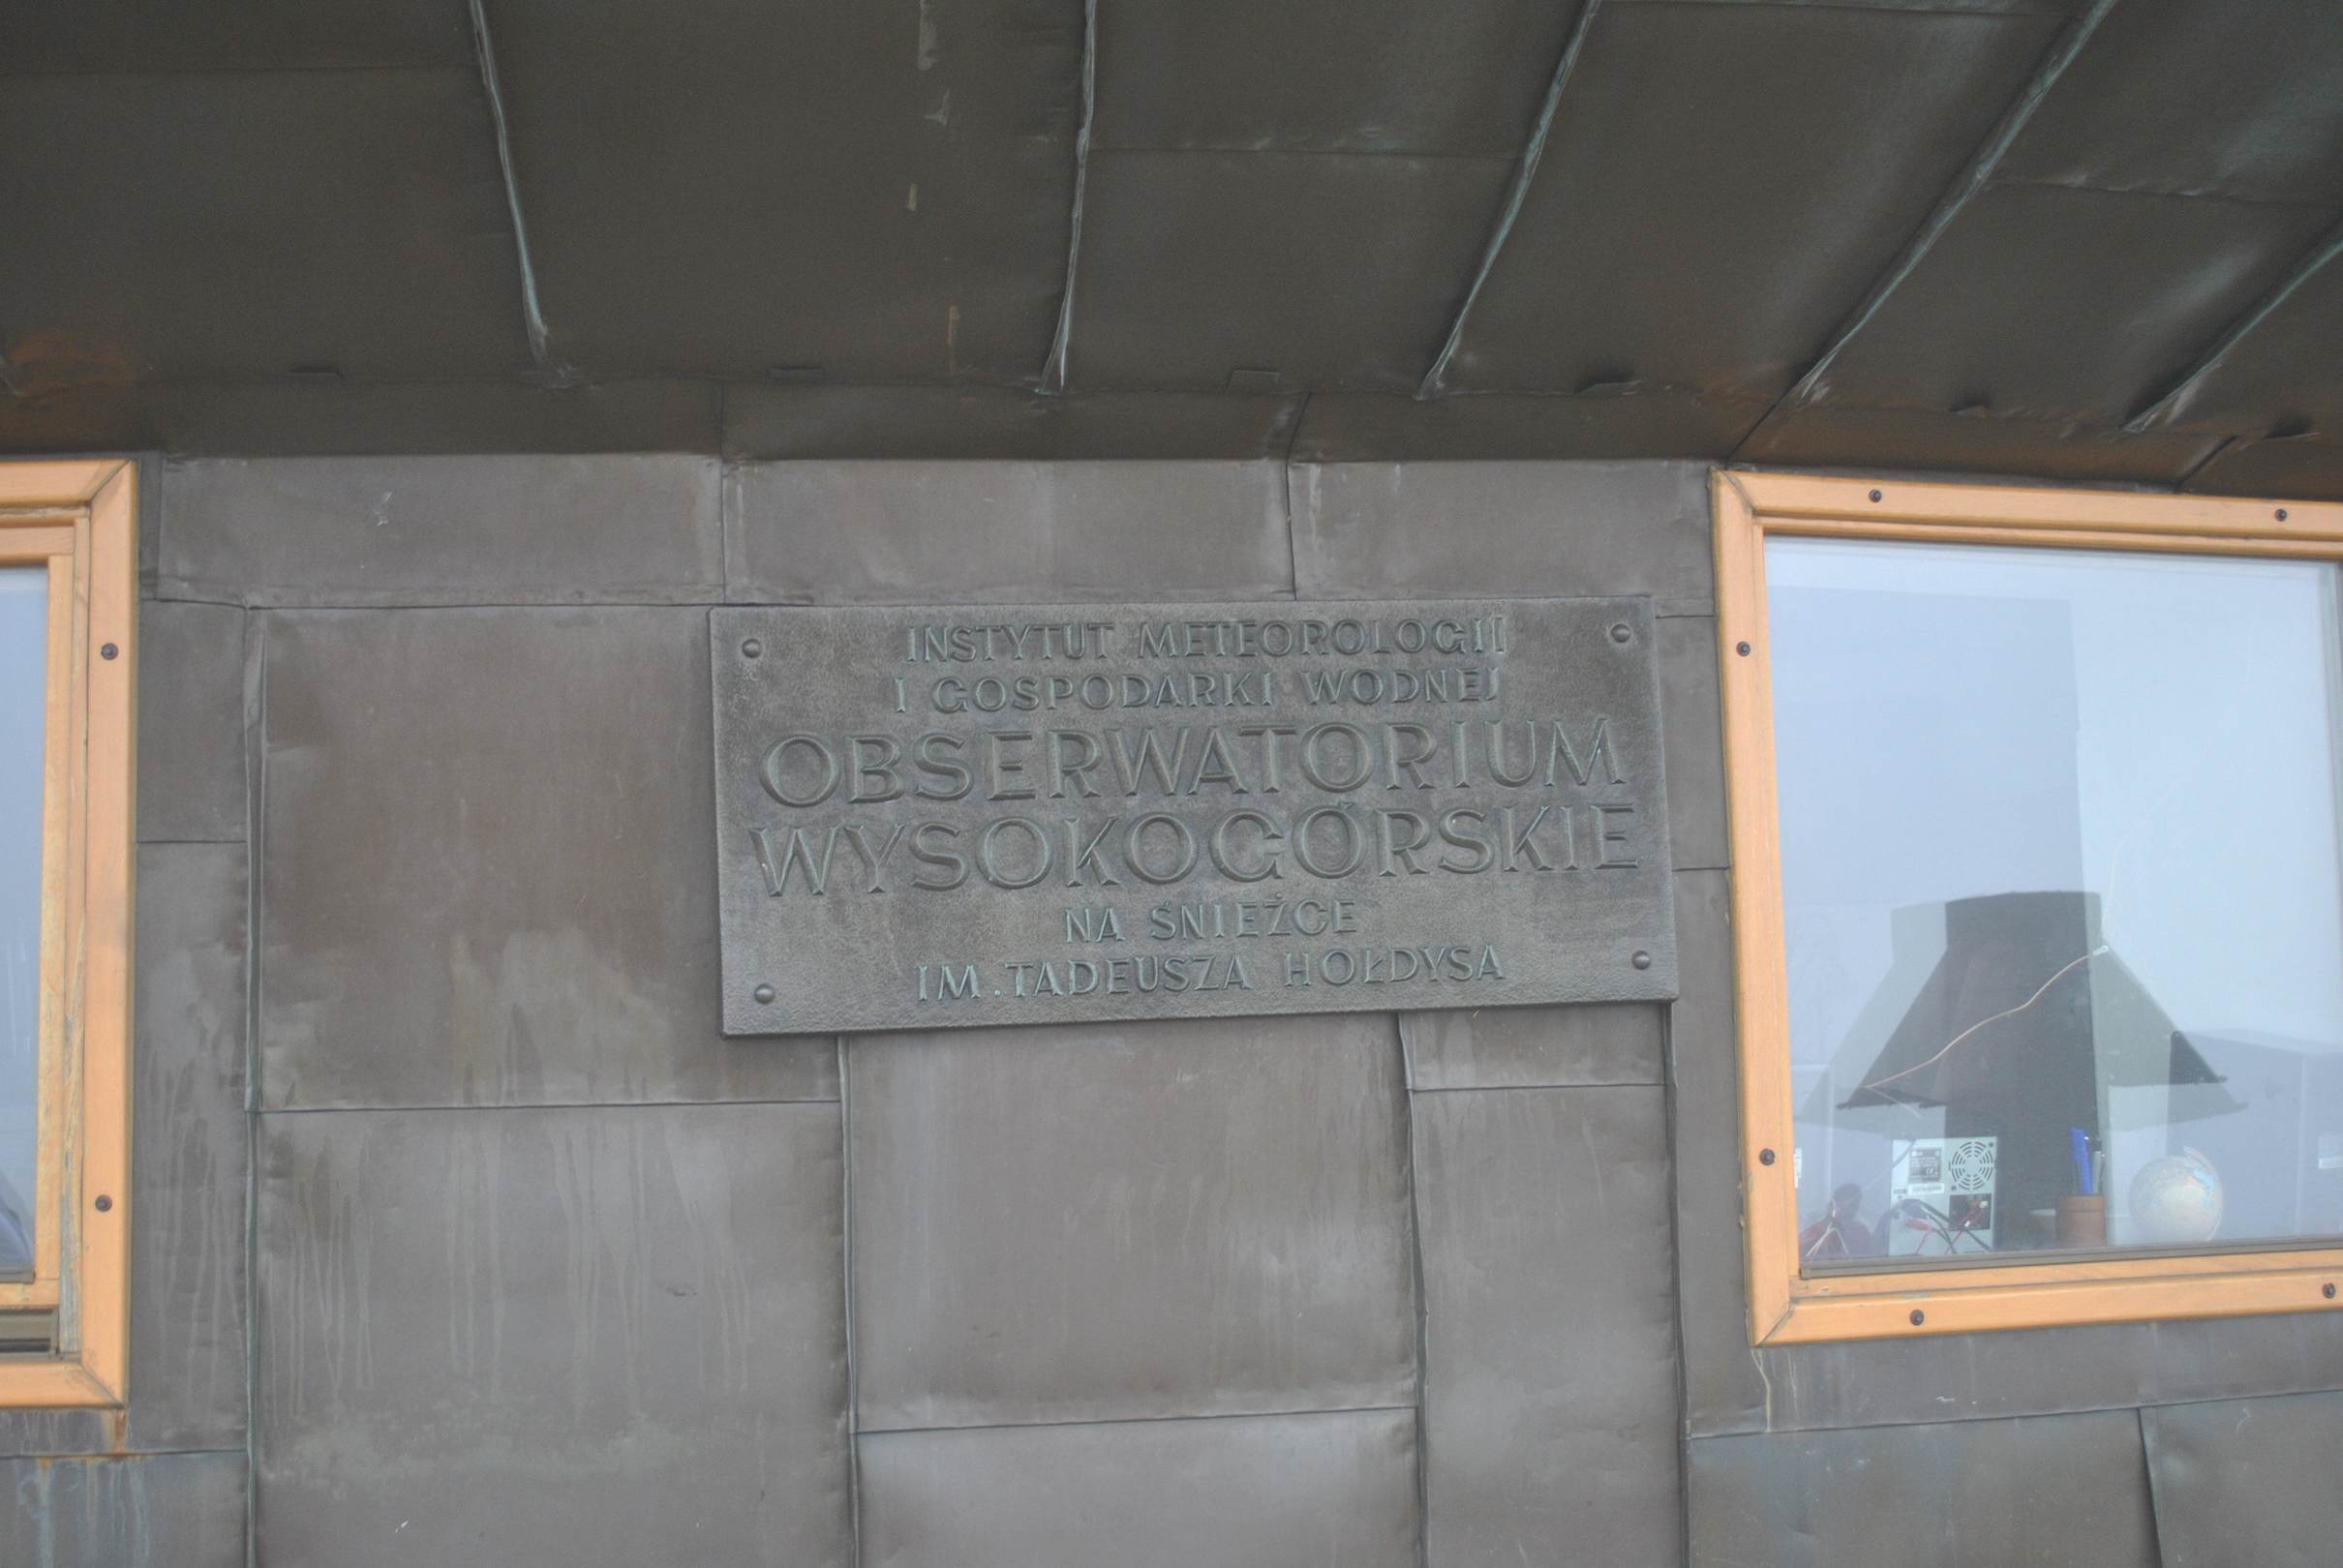 INSTYTUT METEOROLOGII
I GOSPODARKI WODNEJ
OBSERWATORIUM
WYSOKOGÓRSKIE
NA ŚNIEŻCE
IM. TADEUSZA HOŁDYSA